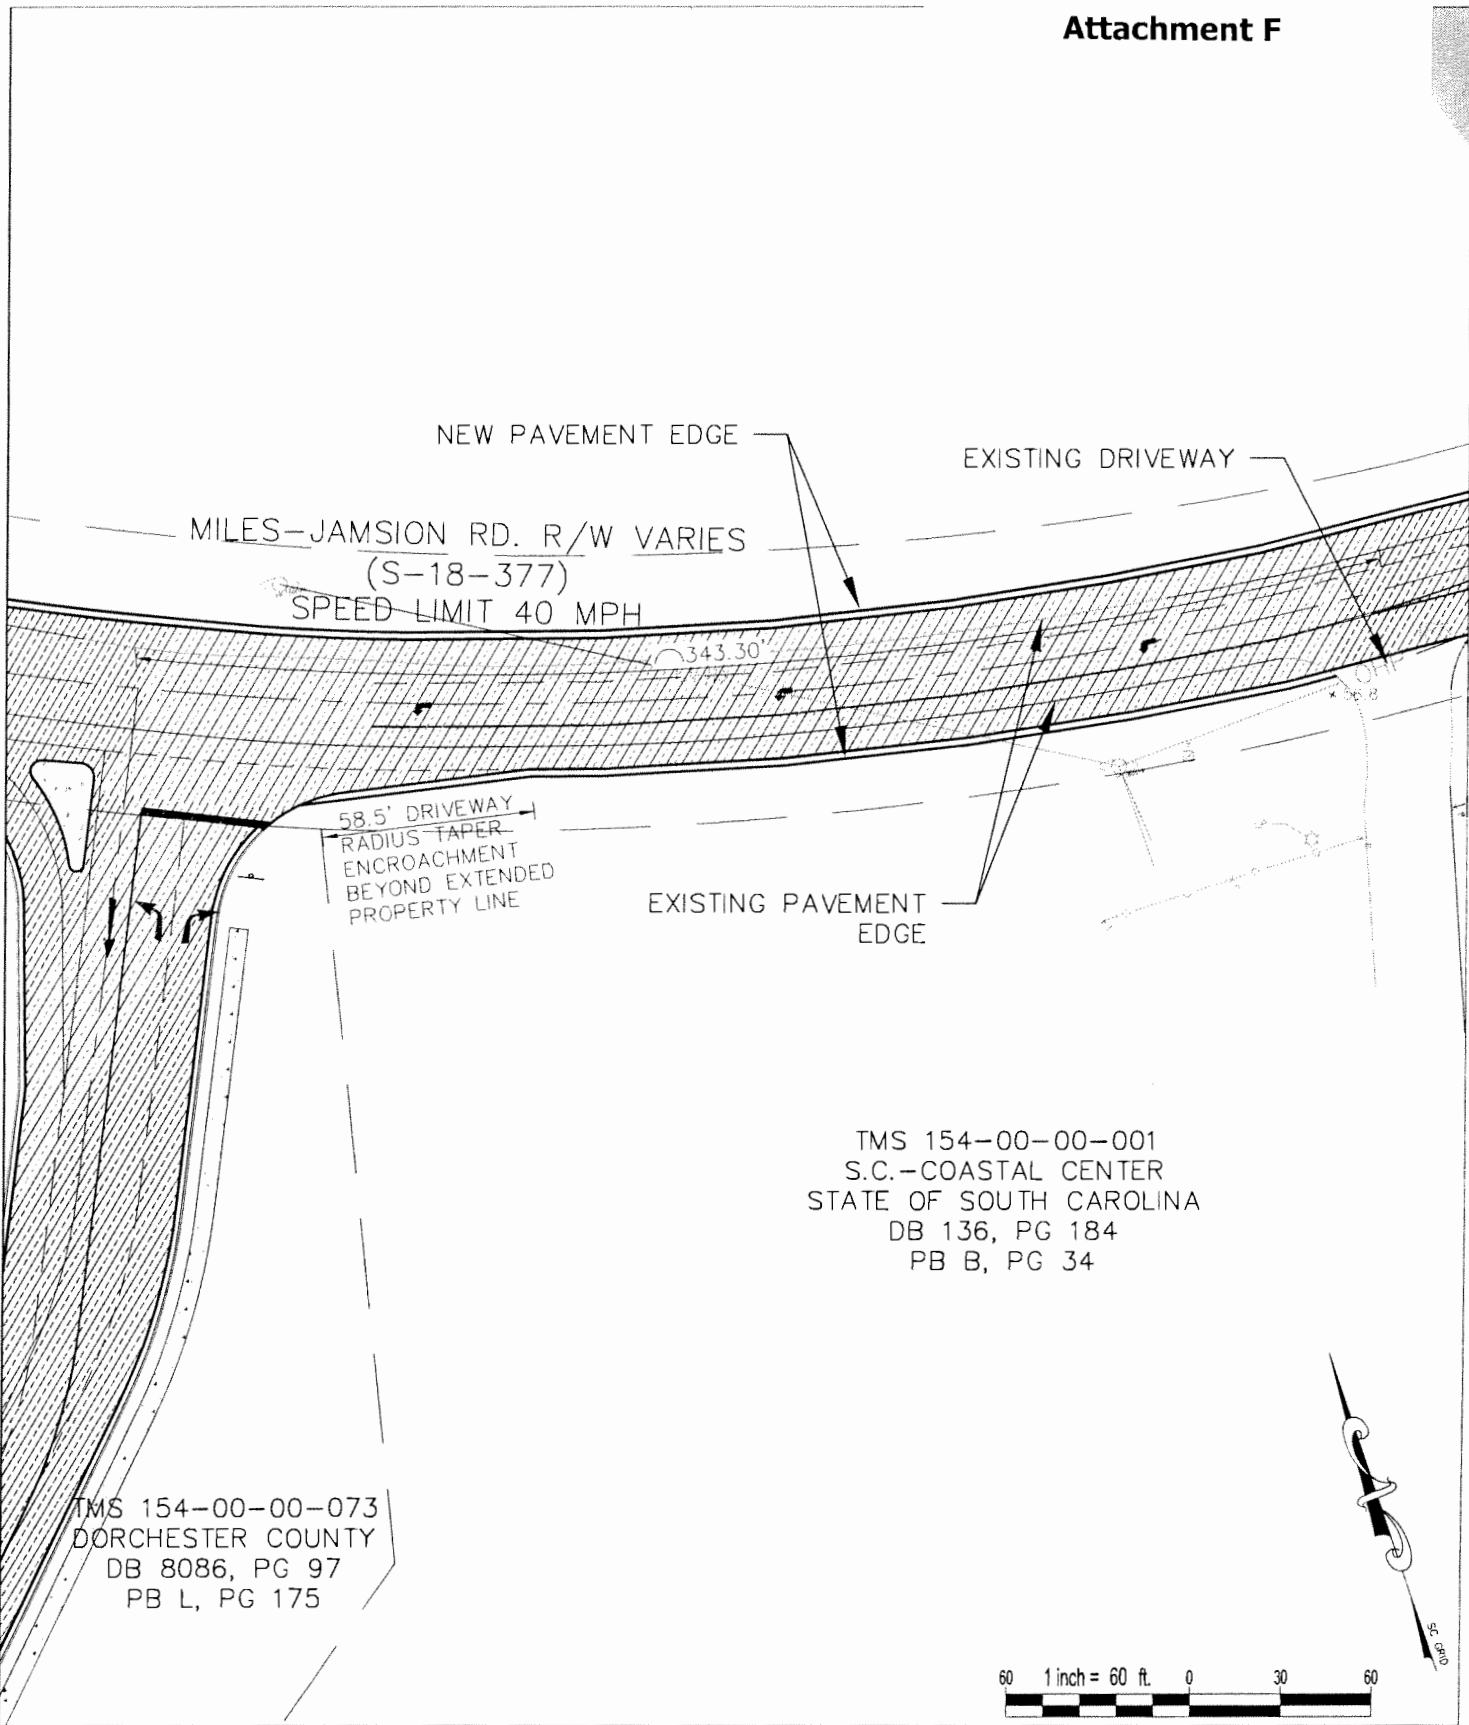 Attachment F
NEW PAVEMENT EDGE
EXISTING DRIVEWAY
MILES-JAMSION RD. R/W VARIES
(S-18-377)
SPEED LIMIT 40 MPH
343.30'
58.5' DRIVEWAY
RADIUS TAPER
ENCROACHMENT
BEYOND EXTENDED
PROPERTY LINE
EXISTING PAVEMENT
EDGE
TMS 154-00-00-001
S.C.-COASTAL CENTER
STATE OF SOUTH CAROLINA
DB 136, PG 184
PB B, PG 34
TMS 154-00-00-073
DORCHESTER COUNTY
DB 8086, PG 97
PB L, PG 175
SC GRID
60 1 inch = 60 ft. 0 30 60